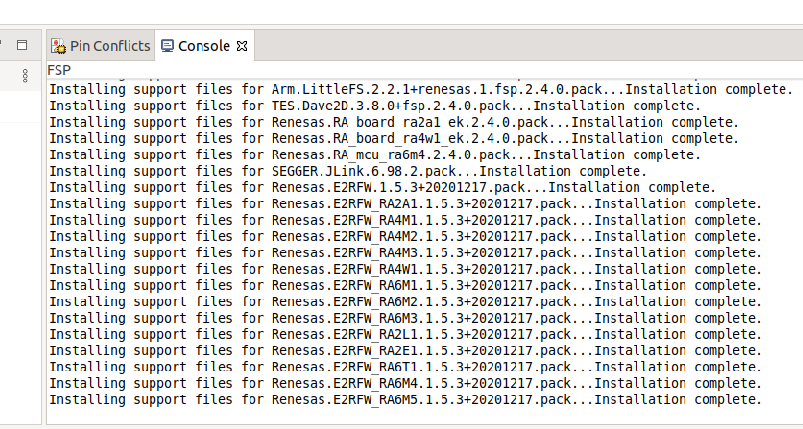 Pin Conflicts Console
FSP
Installing support files for Arm.LittleFS.2.2.1+renesas.1.fsp.2.4.0.pack...Installation complete.
Installing support files for TES.Dave2D.3.8.0+fsp.2.4.0.pack...Installation complete.
Installing support files for Renesas.RA_board_ra2a1_ek.2.4.0.pack...Installation complete.
Installing support files for Renesas.RA_board_ra4w1_ek.2.4.0.pack...Installation complete.
Installing support files for Renesas.RA_mcu_ra6m4.2.4.0.pack...Installation complete.
Installing support files for SEGGER.JLink.6.98.2.pack...Installation complete.
Installing support files for Renesas.E2RFW.1.5.3+20201217.pack...Installation complete.
Installing support files for Renesas.E2RFW_RA2A1.1.5.3+20201217.pack...Installation complete.
Installing support files for Renesas.E2RFW_RA4M1.1.5.3+20201217.pack...Installation complete.
Installing support files for Renesas.E2RFW_RA4M2.1.5.3+20201217.pack...Installation complete.
Installing support files for Renesas.E2RFW_RA4M3.1.5.3+20201217.pack...Installation complete.
Installing support files for Renesas.E2RFW_RA4W1.1.5.3+20201217.pack...Installation complete.
Installing support files for Renesas.E2RFW_RA6M1.1.5.3+20201217.pack...Installation complete.
Installing support files for Renesas.E2RFW_RA6M2.1.5.3+20201217.pack...Installation complete.
Installing support files for Renesas.E2RFW_RA6M3.1.5.3+20201217.pack...Installation complete.
Installing support files for Renesas.E2RFW_RA2L1.1.5.3+20201217.pack...Installation complete.
Installing support files for Renesas.E2RFW_RA2E1.1.5.3+20201217.pack...Installation complete.
Installing support files for Renesas.E2RFW_RA6T1.1.5.3+20201217.pack...Installation complete.
Installing support files for Renesas.E2RFW_RA6M4.1.5.3+20201217.pack...Installation complete.
Installing support files for Renesas.E2RFW_RA6M5.1.5.3+20201217.pack...Installation complete.